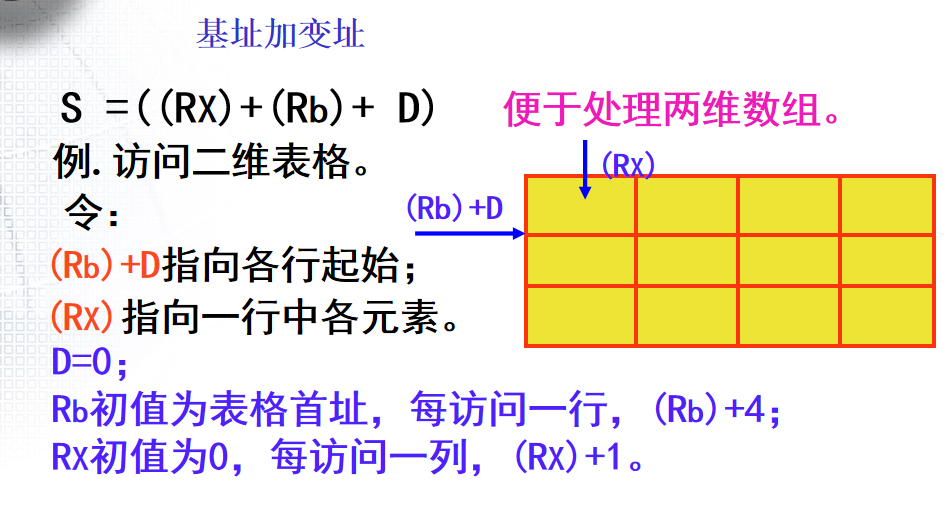 基址加变址
S =((RX)+(Rb)+ D) 便于处理两维数组。
例. 访问二维表格。
(RX)
令：
(Rb)+D
(Rb)+D指向各行起始；
(RX)指向一行中各元素。
D=0；
Rb初值为表格首址，每访问一行，(Rb)+4；
RX初值为0，每访问一列，(RX)+1。